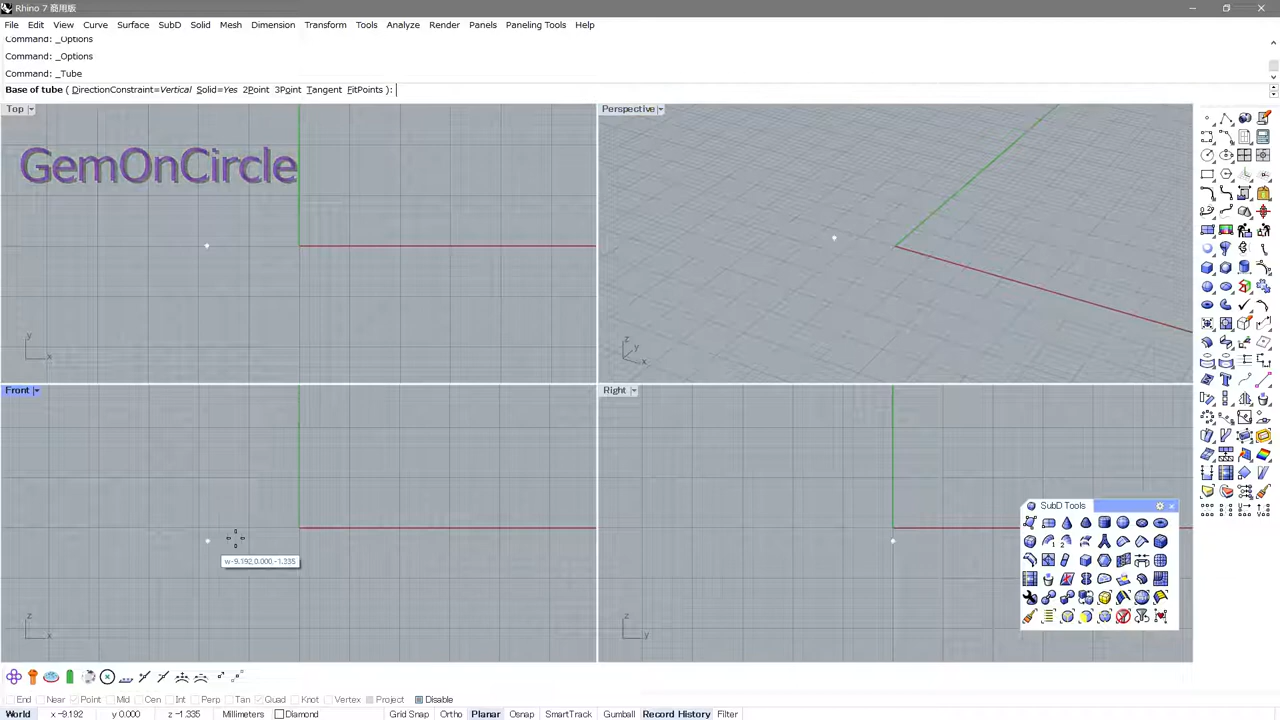 Rhino 7 商用版
File Edit View Curve Surface SubD Solid Mesh Dimension Transform Tools Analyze Render Panels Paneling Tools Help
Command: _Options
Command: _Options
Command: _Tube
Base of tube ( DirectionConstraint=Vertical Solid=Yes 2Point 3Point Tangent FitPoints ):
Top
Perspective
GemOnCircle
y
x
z
y
x
Front
Right
SubD Tools
w-9.192,0.000,-1.335
z
x
z
y
End Near Point Mid Cen Int Perp Tan Quad Knot Vertex Project Disable
World x -9.192 y 0.000 z -1.335 Millimeters Diamond Grid Snap Ortho Planar Osnap SmartTrack Gumball Record History Filter